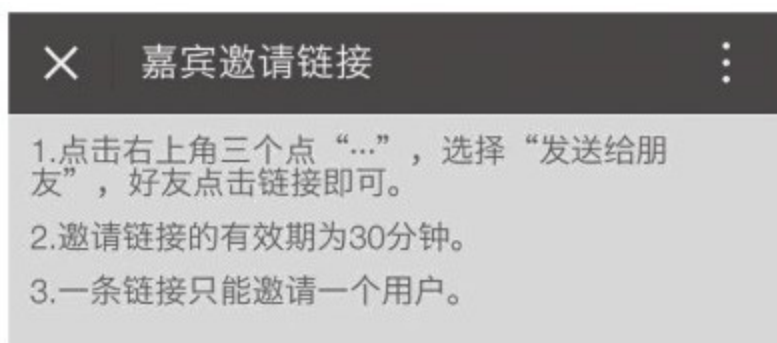 嘉宾邀请链接
1.点击右上角三个点“…”，选择“发送给朋
友”，好友点击链接即可。
2.邀请链接的有效期为30分钟。
3.一条链接只能邀请一个用户。